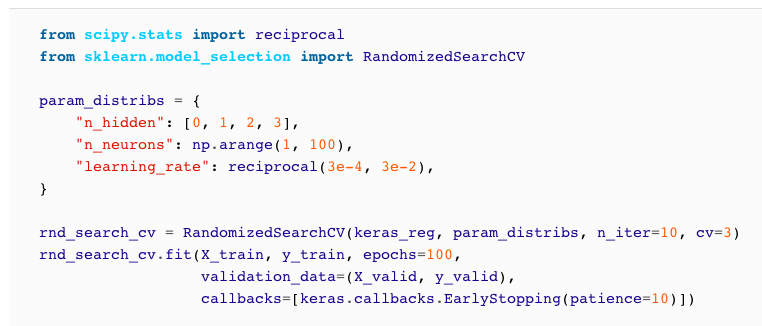 from scipy.stats import reciprocal
from sklearn.model_selection import RandomizedSearchCV

param_distribs = {
    "n_hidden": [0, 1, 2, 3],
    "n_neurons": np.arange(1, 100),
    "learning_rate": reciprocal(3e-4, 3e-2),
}

rnd_search_cv = RandomizedSearchCV(keras_reg, param_distribs, n_iter=10, cv=3)
rnd_search_cv.fit(X_train, y_train, epochs=100,
                  validation_data=(X_valid, y_valid),
                  callbacks=[keras.callbacks.EarlyStopping(patience=10)])